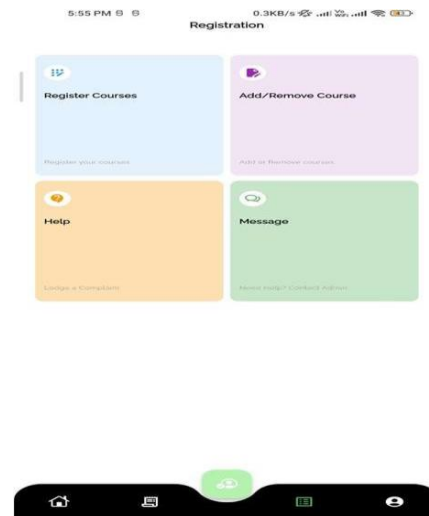 5:55 PM
0.3KB/s
Registration
Register Courses
Add/Remove Course
Register your courses
Add or Remove courses
Help
Message
Lodge a Complaint
Need Help? Contact Admin